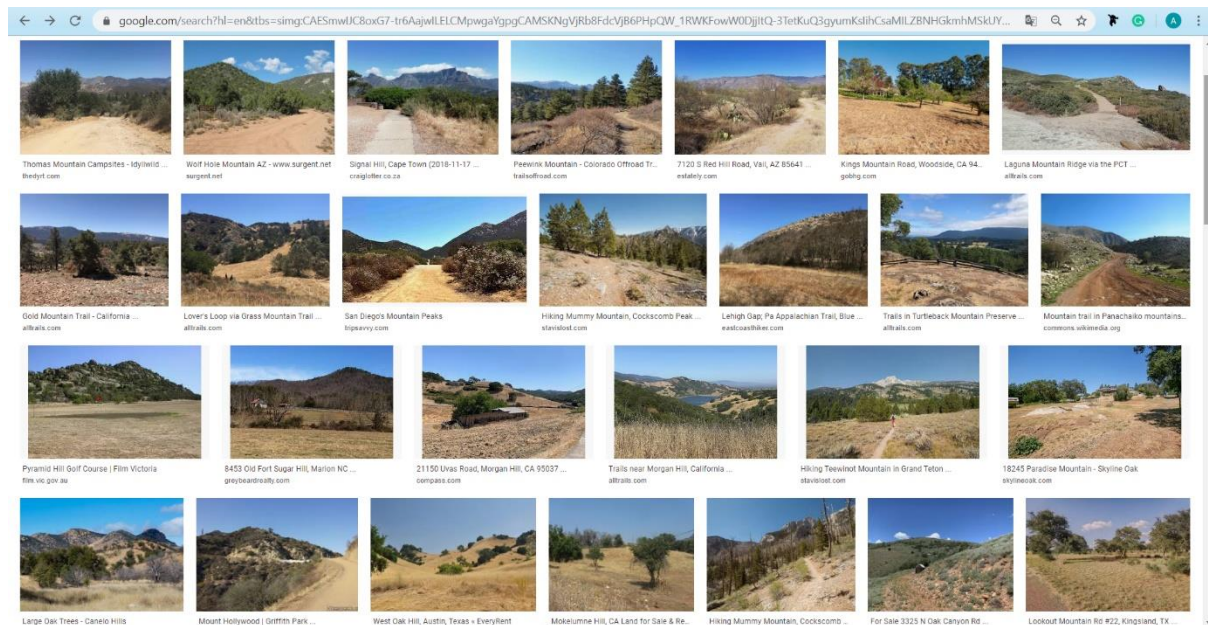 google.com/search?hl=en&tbs=simg:CAESmwIJC8oxG7-tr6AajwILELCMpwgaYgpgCAMSKNgVjRb8FdcVjB6PHpQW_1RWKFowW0DjjItQ-3TetKuQ3gyumKsIihCsaMILZBNHGkmhMSkUY...
A
Thomas Mountain Campsites - Idyllwild ...
thedyrt.com
Wolf Hole Mountain AZ - www.surgent.net
surgent.net
Signal Hill, Cape Town (2018-11-17 ...
craiglotter.co.za
Peewink Mountain - Colorado Offroad Tr...
trailsoffroad.com
7120 S Red Hill Road, Vail, AZ 85641 ...
estately.com
Kings Mountain Road, Woodside, CA 94...
gobhg.com
Laguna Mountain Ridge via the PCT ...
alltrails.com
Gold Mountain Trail - California ...
alltrails.com
Lover's Loop via Grass Mountain Trail ...
alltrails.com
San Diego's Mountain Peaks
tripsavvy.com
Hiking Mummy Mountain, Cockscomb Peak ...
stavislost.com
Lehigh Gap; Pa Appalachian Trail, Blue ...
eastcoasthiker.com
Trails in Turtleback Mountain Preserve ...
alltrails.com
Mountain trail in Panachaiko mountains...
commons.wikimedia.org
Pyramid Hill Golf Course | Film Victoria
film.vic.gov.au
8453 Old Fort Sugar Hill, Marion NC ...
greybeardrealty.com
21150 Uvas Road, Morgan Hill, CA 95037 ...
compass.com
Trails near Morgan Hill, California ...
alltrails.com
Hiking Teewinot Mountain in Grand Teton ...
stavislost.com
18245 Paradise Mountain - Skyline Oak
skylineoak.com
Large Oak Trees - Canelo Hills
Mount Hollywood | Griffith Park ...
West Oak Hill, Austin, Texas « EveryRent
Mokelumne Hill, CA Land for Sale & Re...
Hiking Mummy Mountain, Cockscomb ...
For Sale 3325 N Oak Canyon Rd ...
Lookout Mountain Rd #22, Kingsland, TX ...